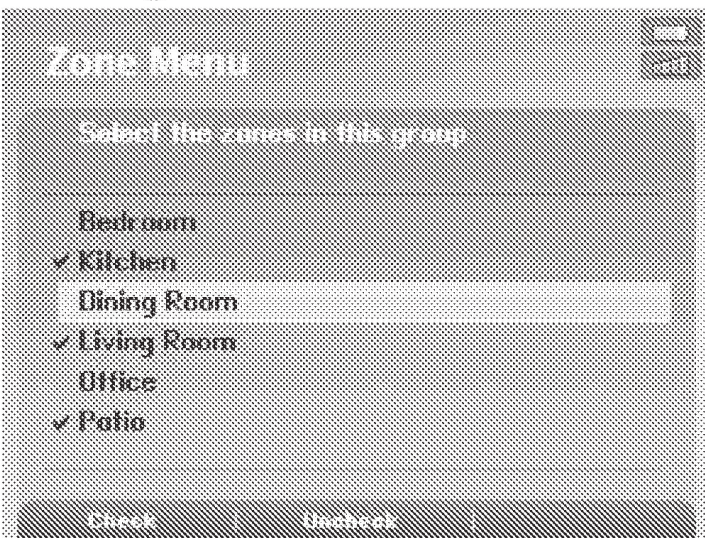 Zone Menu
Select the zones in this group
Bedroom
✓ Kitchen
Dining Room
✓ Living Room
Office
✓ Patio
Check Uncheck